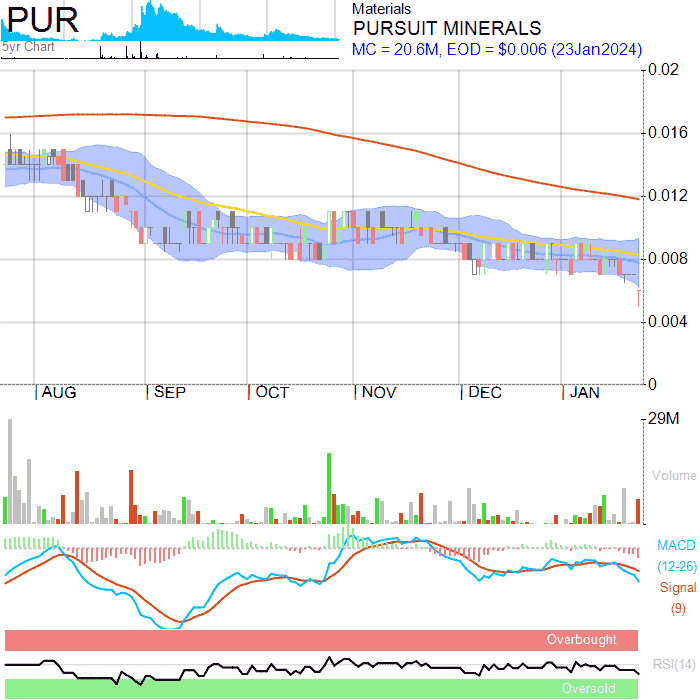 PUR
5yr Chart
Materials
PURSUIT MINERALS
MC = 20.6M, EOD = $0.006 (23Jan2024)
0.02
0.016
0.012
0.008
0.004
0
AUG SEP OCT NOV DEC JAN
29M
Volume
MACD
(12-26)
Signal
(9)
Overbought
RSI(14)
Oversold